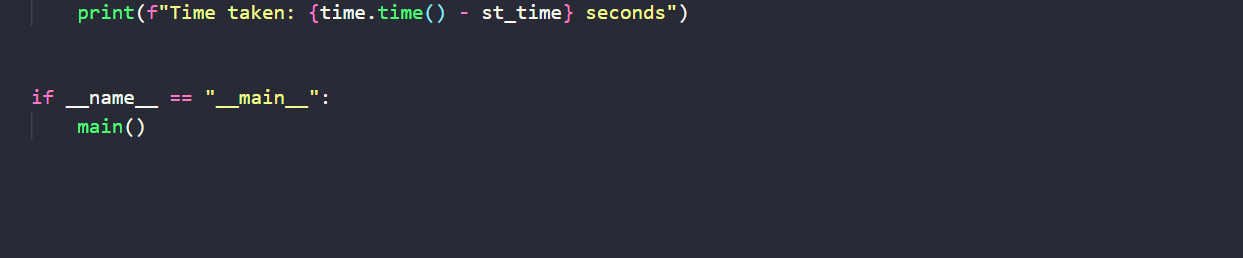 print(f"Time taken: {time.time() - st_time} seconds")
if __name__ == "__main__":
main()